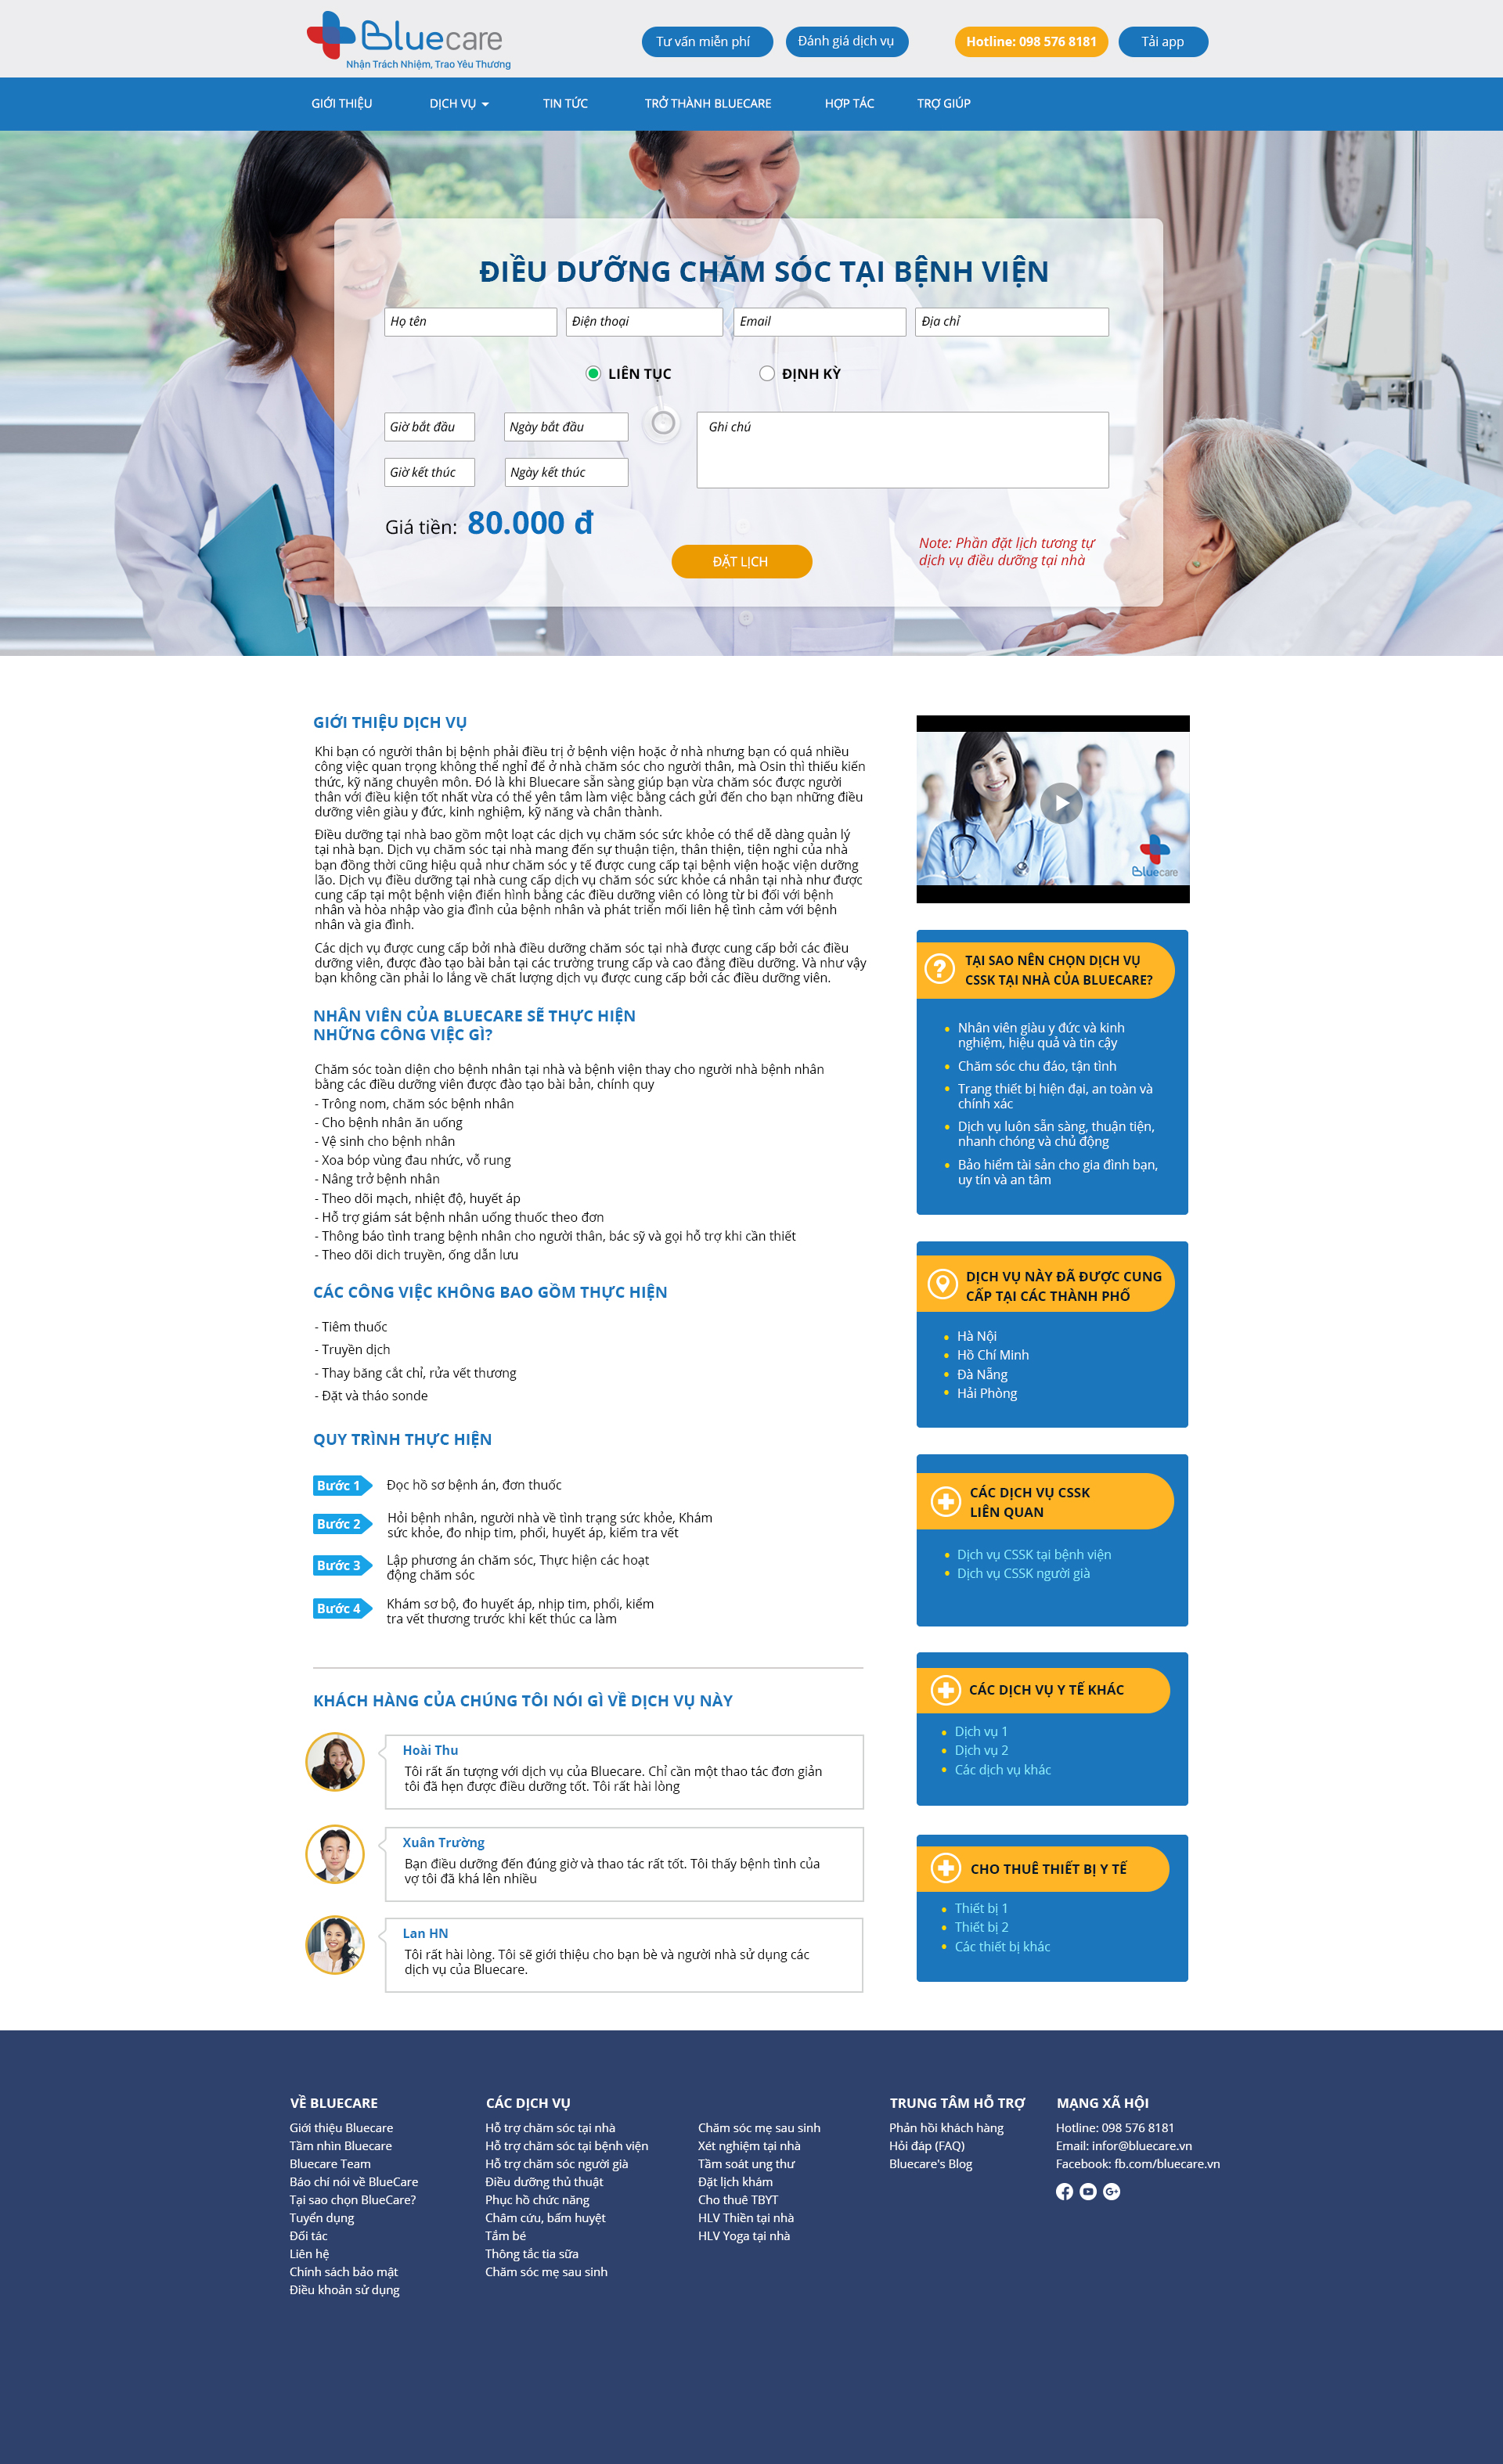 Bluecare
Nhận Trách Nhiệm, Trao Yêu Thương
Tư vấn miễn phí
Đánh giá dịch vụ
Hotline: 098 576 8181
Tải app
GIỚI THIỆU
DỊCH VỤ
TIN TỨC
TRỞ THÀNH BLUECARE
HỢP TÁC
TRỢ GIÚP
ĐIỀU DƯỠNG CHĂM SÓC TẠI BỆNH VIỆN
Họ tên
Điện thoại
Email
Địa chỉ
LIÊN TỤC
ĐỊNH KỲ
Giờ bắt đầu
Ngày bắt đầu
Ghi chú
Giờ kết thúc
Ngày kết thúc
Giá tiền: 80.000 đ
ĐẶT LỊCH
Note: Phần đặt lịch tương tự
dịch vụ điều dưỡng tại nhà
GIỚI THIỆU DỊCH VỤ
Khi bạn có người thân bị bệnh phải điều trị ở bệnh viện hoặc ở nhà nhưng bạn có quá nhiều
công việc quan trọng không thể nghỉ để ở nhà chăm sóc cho người thân, mà Osin thì thiếu kiến
thức, kỹ năng chuyên môn. Đó là khi Bluecare sẵn sàng giúp bạn vừa chăm sóc được người
thân với điều kiện tốt nhất vừa có thể yên tâm làm việc bằng cách gửi đến cho bạn những điều
dưỡng viên giàu y đức, kinh nghiệm, kỹ năng và chân thành.
Điều dưỡng tại nhà bao gồm một loạt các dịch vụ chăm sóc sức khỏe có thể dễ dàng quản lý
tại nhà bạn. Dịch vụ chăm sóc tại nhà mang đến sự thuận tiện, thân thiện, tiện nghi của nhà
bạn đồng thời cũng hiệu quả như chăm sóc y tế được cung cấp tại bệnh viện hoặc viện dưỡng
lão. Dịch vụ điều dưỡng tại nhà cung cấp dịch vụ chăm sóc sức khỏe cá nhân tại nhà như được
cung cấp tại một bệnh viện điển hình bằng các điều dưỡng viên có lòng từ bi đối với bệnh
nhân và hòa nhập vào gia đình của bệnh nhân và phát triển mối liên hệ tình cảm với bệnh
nhân và gia đình.
Các dịch vụ được cung cấp bởi nhà điều dưỡng chăm sóc tại nhà được cung cấp bởi các điều
dưỡng viên, được đào tạo bài bản tại các trường trung cấp và cao đẳng điều dưỡng. Và như vậy
bạn không cần phải lo lắng về chất lượng dịch vụ được cung cấp bởi các điều dưỡng viên.
NHÂN VIÊN CỦA BLUECARE SẼ THỰC HIỆN
NHỮNG CÔNG VIỆC GÌ?
Chăm sóc toàn diện cho bệnh nhân tại nhà và bệnh viện thay cho người nhà bệnh nhân
bằng các điều dưỡng viên được đào tạo bài bản, chính quy
- Trông nom, chăm sóc bệnh nhân
- Cho bệnh nhân ăn uống
- Vệ sinh cho bệnh nhân
- Xoa bóp vùng đau nhức, vỗ rung
- Nâng trở bệnh nhân
- Theo dõi mạch, nhiệt độ, huyết áp
- Hỗ trợ giám sát bệnh nhân uống thuốc theo đơn
- Thông báo tình trang bệnh nhân cho người thân, bác sỹ và gọi hỗ trợ khi cần thiết
- Theo dõi dich truyền, ống dẫn lưu
CÁC CÔNG VIỆC KHÔNG BAO GỒM THỰC HIỆN
- Tiêm thuốc
- Truyền dịch
- Thay băng cắt chỉ, rửa vết thương
- Đặt và tháo sonde
QUY TRÌNH THỰC HIỆN
Bước 1
Đọc hồ sơ bệnh án, đơn thuốc
Bước 2
Hỏi bệnh nhân, người nhà về tình trạng sức khỏe, Khám
sức khỏe, đo nhịp tim, phổi, huyết áp, kiểm tra vết
Bước 3
Lập phương án chăm sóc, Thực hiện các hoạt
động chăm sóc
Bước 4
Khám sơ bộ, đo huyết áp, nhịp tim, phổi, kiểm
tra vết thương trước khi kết thúc ca làm
KHÁCH HÀNG CỦA CHÚNG TÔI NÓI GÌ VỀ DỊCH VỤ NÀY
Hoài Thu
Tôi rất ấn tượng với dịch vụ của Bluecare. Chỉ cần một thao tác đơn giản
tôi đã hẹn được điều dưỡng tốt. Tôi rất hài lòng
Xuân Trường
Bạn điều dưỡng đến đúng giờ và thao tác rất tốt. Tôi thấy bệnh tình của
vợ tôi đã khá lên nhiều
Lan HN
Tôi rất hài lòng. Tôi sẽ giới thiệu cho bạn bè và người nhà sử dụng các
dịch vụ của Bluecare.
Bluecare
TẠI SAO NÊN CHỌN DỊCH VỤ
CSSK TẠI NHÀ CỦA BLUECARE?
Nhân viên giàu y đức và kinh
nghiệm, hiệu quả và tin cậy
Chăm sóc chu đáo, tận tình
Trang thiết bị hiện đại, an toàn và
chính xác
Dịch vụ luôn sẵn sàng, thuận tiện,
nhanh chóng và chủ động
Bảo hiểm tài sản cho gia đình bạn,
uy tín và an tâm
DỊCH VỤ NÀY ĐÃ ĐƯỢC CUNG
CẤP TẠI CÁC THÀNH PHỐ
Hà Nội
Hồ Chí Minh
Đà Nẵng
Hải Phòng
CÁC DỊCH VỤ CSSK
LIÊN QUAN
Dịch vụ CSSK tại bệnh viện
Dịch vụ CSSK người già
CÁC DỊCH VỤ Y TẾ KHÁC
Dịch vụ 1
Dịch vụ 2
Các dịch vụ khác
CHO THUÊ THIẾT BỊ Y TẾ
Thiết bị 1
Thiết bị 2
Các thiết bị khác
VỀ BLUECARE
Giới thiệu Bluecare
Tầm nhìn Bluecare
Bluecare Team
Báo chí nói về BlueCare
Tại sao chọn BlueCare?
Tuyển dụng
Đối tác
Liên hệ
Chính sách bảo mật
Điều khoản sử dụng
CÁC DỊCH VỤ
Hỗ trợ chăm sóc tại nhà
Hỗ trợ chăm sóc tại bệnh viện
Hỗ trợ chăm sóc người già
Điều dưỡng thủ thuật
Phục hồ chức năng
Châm cứu, bấm huyệt
Tắm bé
Thông tắc tia sữa
Chăm sóc mẹ sau sinh
Chăm sóc mẹ sau sinh
Xét nghiệm tại nhà
Tầm soát ung thư
Đặt lịch khám
Cho thuê TBYT
HLV Thiền tại nhà
HLV Yoga tại nhà
TRUNG TÂM HỖ TRỢ
Phản hồi khách hàng
Hỏi đáp (FAQ)
Bluecare's Blog
MẠNG XÃ HỘI
Hotline: 098 576 8181
Email: infor@bluecare.vn
Facebook: fb.com/bluecare.vn